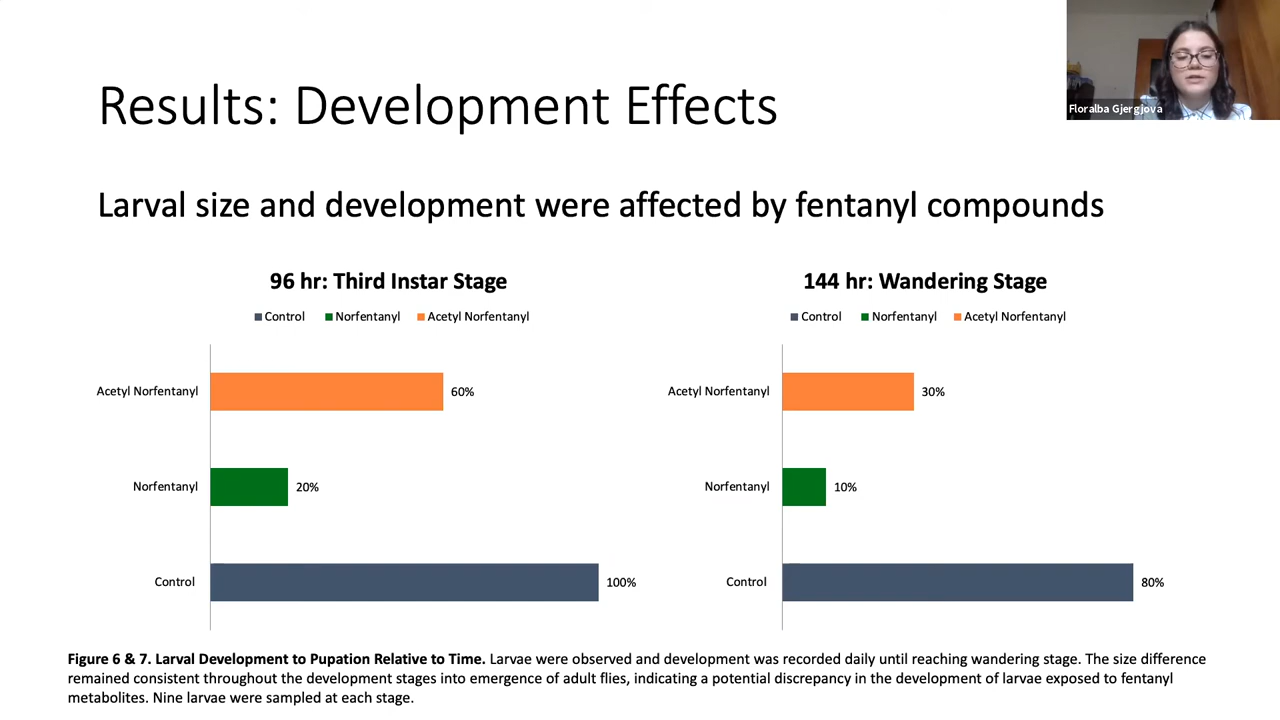 Floralba Gjergjova
Results: Development Effects
Larval size and development were affected by fentanyl compounds
96 hr: Third Instar Stage
Control Norfentanyl Acetyl Norfentanyl
Acetyl Norfentanyl 60%
Norfentanyl 20%
Control 100%
144 hr: Wandering Stage
Control Norfentanyl Acetyl Norfentanyl
Acetyl Norfentanyl 30%
Norfentanyl 10%
Control 80%
Figure 6 & 7. Larval Development to Pupation Relative to Time. Larvae were observed and development was recorded daily until reaching wandering stage. The size difference
remained consistent throughout the development stages into emergence of adult flies, indicating a potential discrepancy in the development of larvae exposed to fentanyl
metabolites. Nine larvae were sampled at each stage.